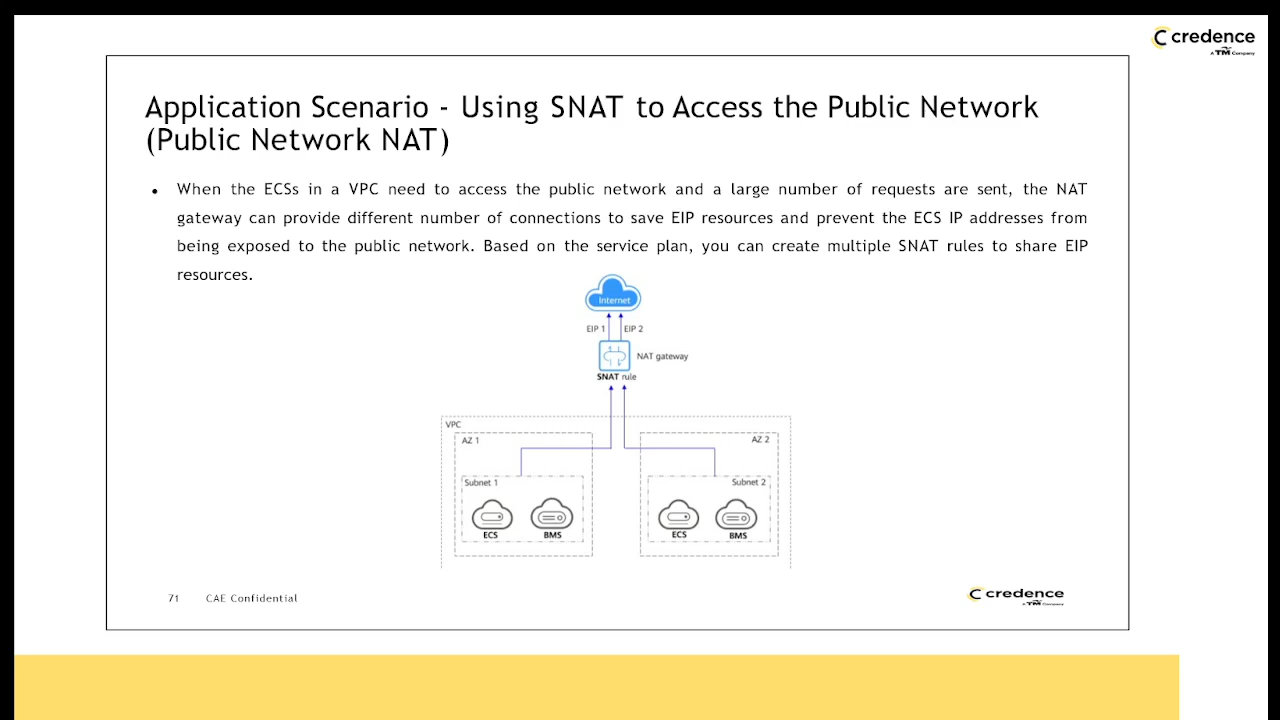 credence
A TM Company
Application Scenario - Using SNAT to Access the Public Network
(Public Network NAT)
• When the ECSs in a VPC need to access the public network and a large number of requests are sent, the NAT
gateway can provide different number of connections to save EIP resources and prevent the ECS IP addresses from
being exposed to the public network. Based on the service plan, you can create multiple SNAT rules to share EIP
resources.
Internet
EIP 1 EIP 2
NAT gateway
SNAT rule
VPC
AZ 1 AZ 2
Subnet 1 Subnet 2
ECS BMS ECS BMS
71 CAE Confidential
credence
A TM Company